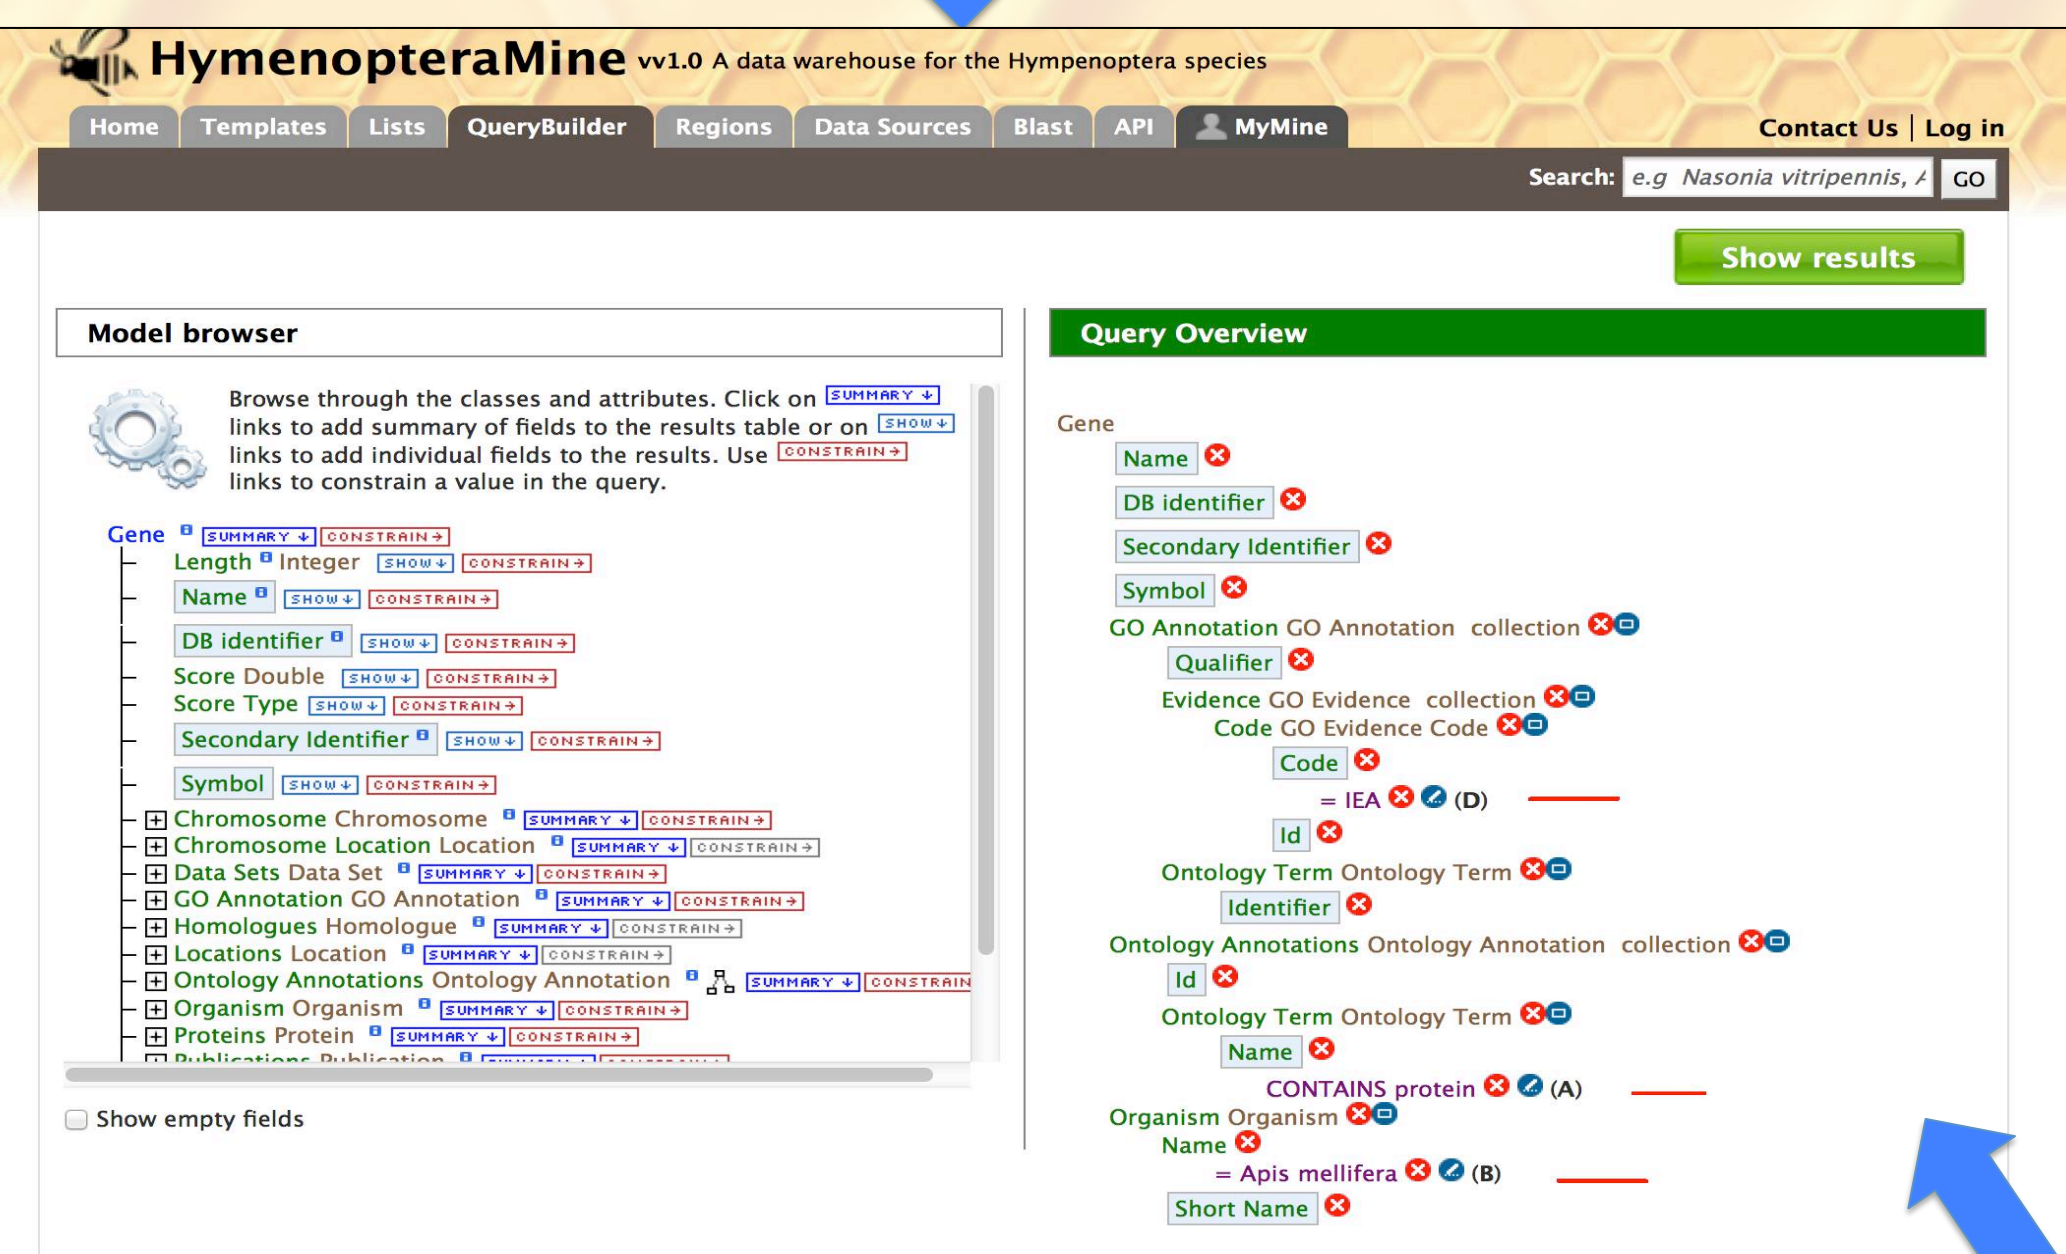 HymenopteraMine vv1.0 A data warehouse for the Hympenoptera species
Home Templates Lists QueryBuilder Regions Data Sources Blast API MyMine Contact Us | Log in
Search: e.g Nasonia vitripennis, A GO
Show results
Model browser
Browse through the classes and attributes. Click on SUMMARY ↓
links to add summary of fields to the results table or on SHOW ↓
links to add individual fields to the results. Use CONSTRAIN →
links to constrain a value in the query.
Gene SUMMARY ↓ CONSTRAIN →
Length Integer SHOW ↓ CONSTRAIN →
Name SHOW ↓ CONSTRAIN →
DB identifier SHOW ↓ CONSTRAIN →
Score Double SHOW ↓ CONSTRAIN →
Score Type SHOW ↓ CONSTRAIN →
Secondary Identifier SHOW ↓ CONSTRAIN →
Symbol SHOW ↓ CONSTRAIN →
Chromosome Chromosome SUMMARY ↓ CONSTRAIN →
Chromosome Location Location SUMMARY ↓ CONSTRAIN →
Data Sets Data Set SUMMARY ↓ CONSTRAIN →
GO Annotation GO Annotation SUMMARY ↓ CONSTRAIN →
Homologues Homologue SUMMARY ↓ CONSTRAIN →
Locations Location SUMMARY ↓ CONSTRAIN →
Ontology Annotations Ontology Annotation SUMMARY ↓ CONSTRAIN
Organism Organism SUMMARY ↓ CONSTRAIN →
Proteins Protein SUMMARY ↓ CONSTRAIN →
Publications Publication
Show empty fields
Query Overview
Gene
Name
DB identifier
Secondary Identifier
Symbol
GO Annotation GO Annotation collection
Qualifier
Evidence GO Evidence collection
Code GO Evidence Code
Code
= IEA (D)
Id
Ontology Term Ontology Term
Identifier
Ontology Annotations Ontology Annotation collection
Id
Ontology Term Ontology Term
Name
CONTAINS protein (A)
Organism Organism
Name
= Apis mellifera (B)
Short Name